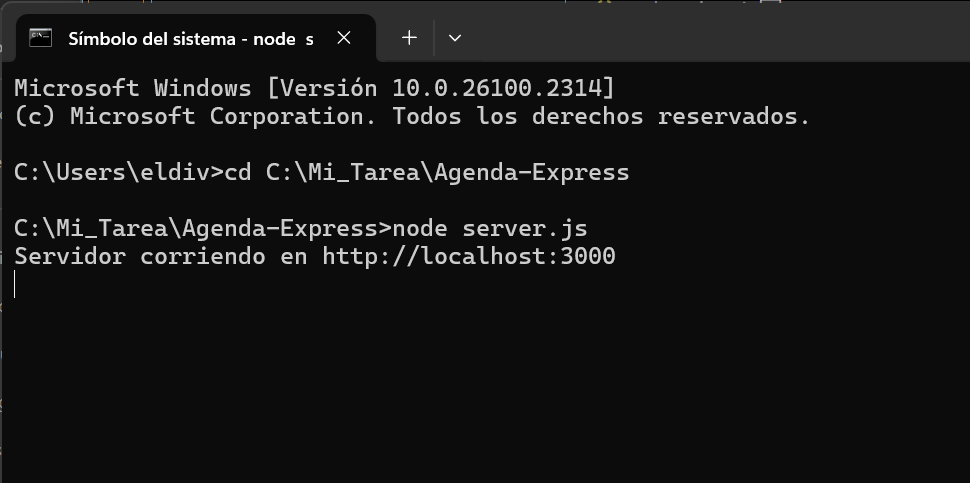 Símbolo del sistema - node s
Microsoft Windows [Versión 10.0.26100.2314]
(c) Microsoft Corporation. Todos los derechos reservados.
C:\Users\eldiv>cd C:\Mi_Tarea\Agenda-Express
C:\Mi_Tarea\Agenda-Express>node server.js
Servidor corriendo en http://localhost:3000